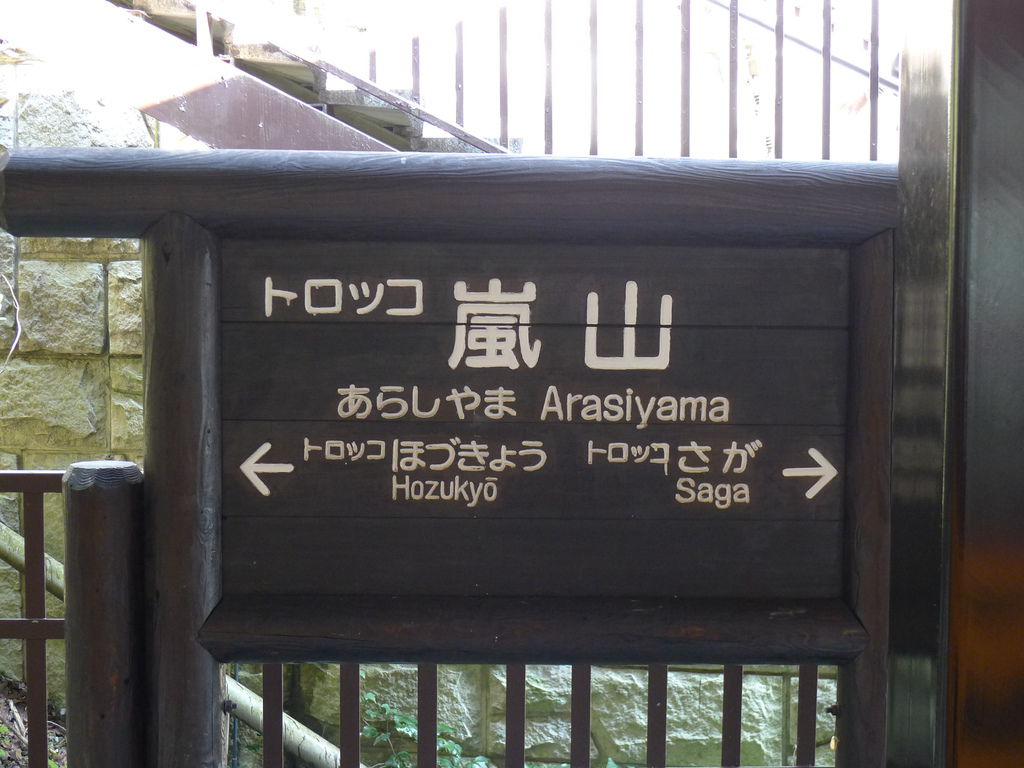 トロッコ 嵐山
あらしやま Arasiyama
← トロッコ ほづきょう トロッコ さが →
Hozukyō Saga